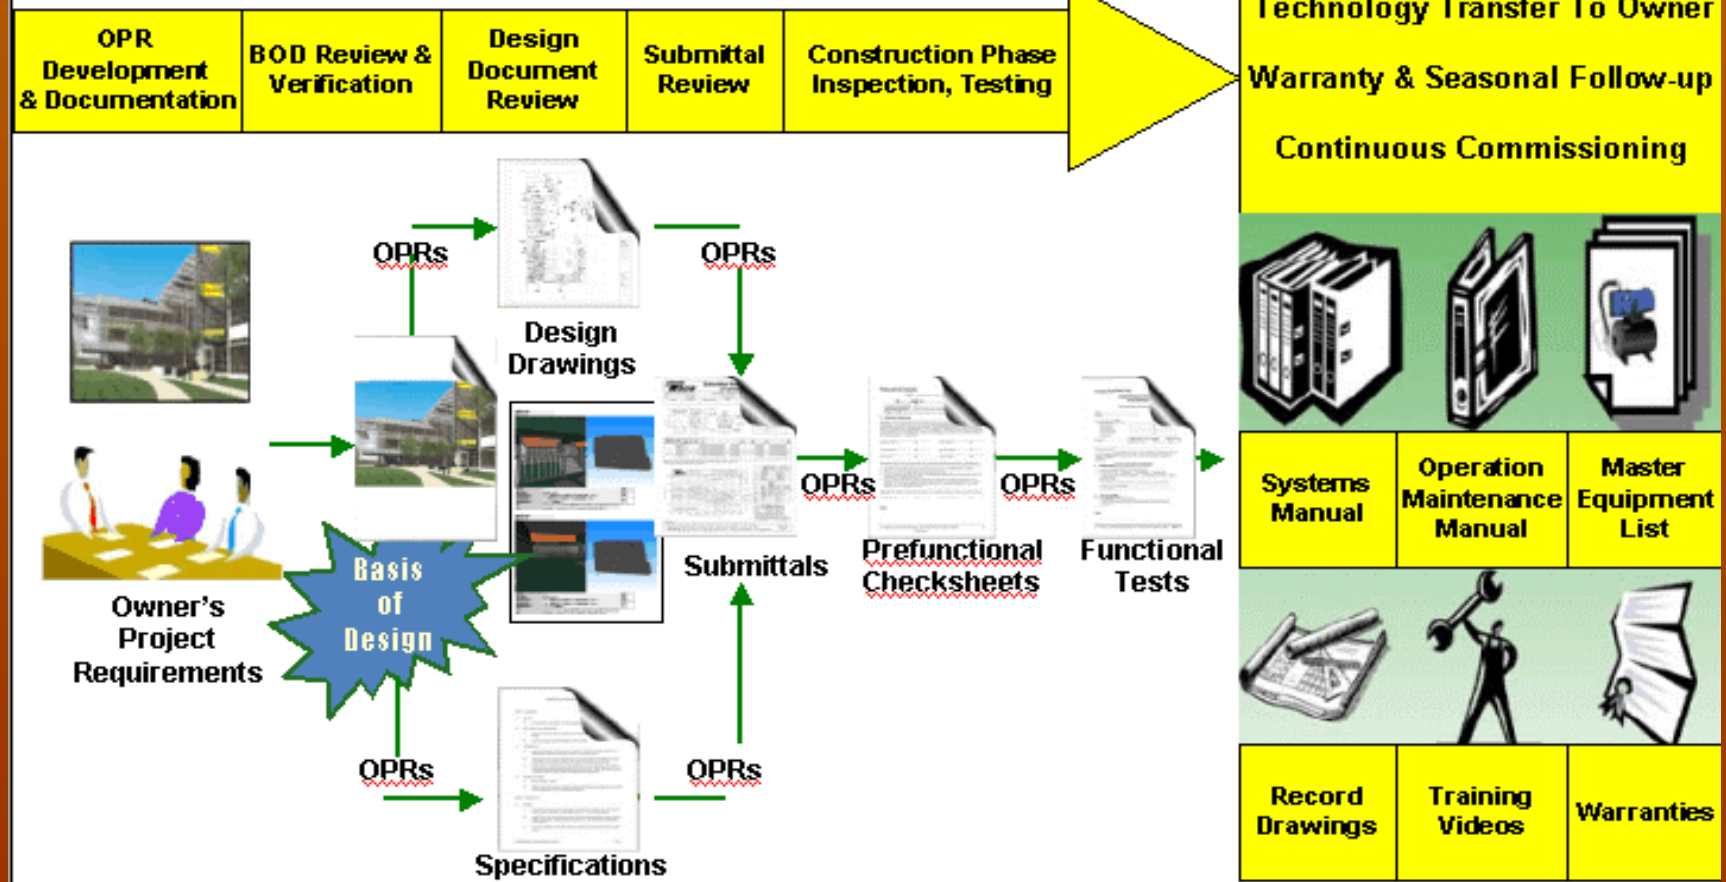 OPR
Development
& Documentation
BOD Review &
Verification
Design
Document
Review
Submittal
Review
Construction Phase
Inspection, Testing
Technology Transfer To Owner
Warranty & Seasonal Follow-up
Continuous Commissioning
OPRs
OPRs
Design
Drawings
OPRs
OPRs
Basis
of
Design
Submittals
Prefunctional
Checksheets
Functional
Tests
Owner's
Project
Requirements
OPRs
OPRs
Specifications
Systems
Manual
Operation
Maintenance
Manual
Master
Equipment
List
Record
Drawings
Training
Videos
Warranties